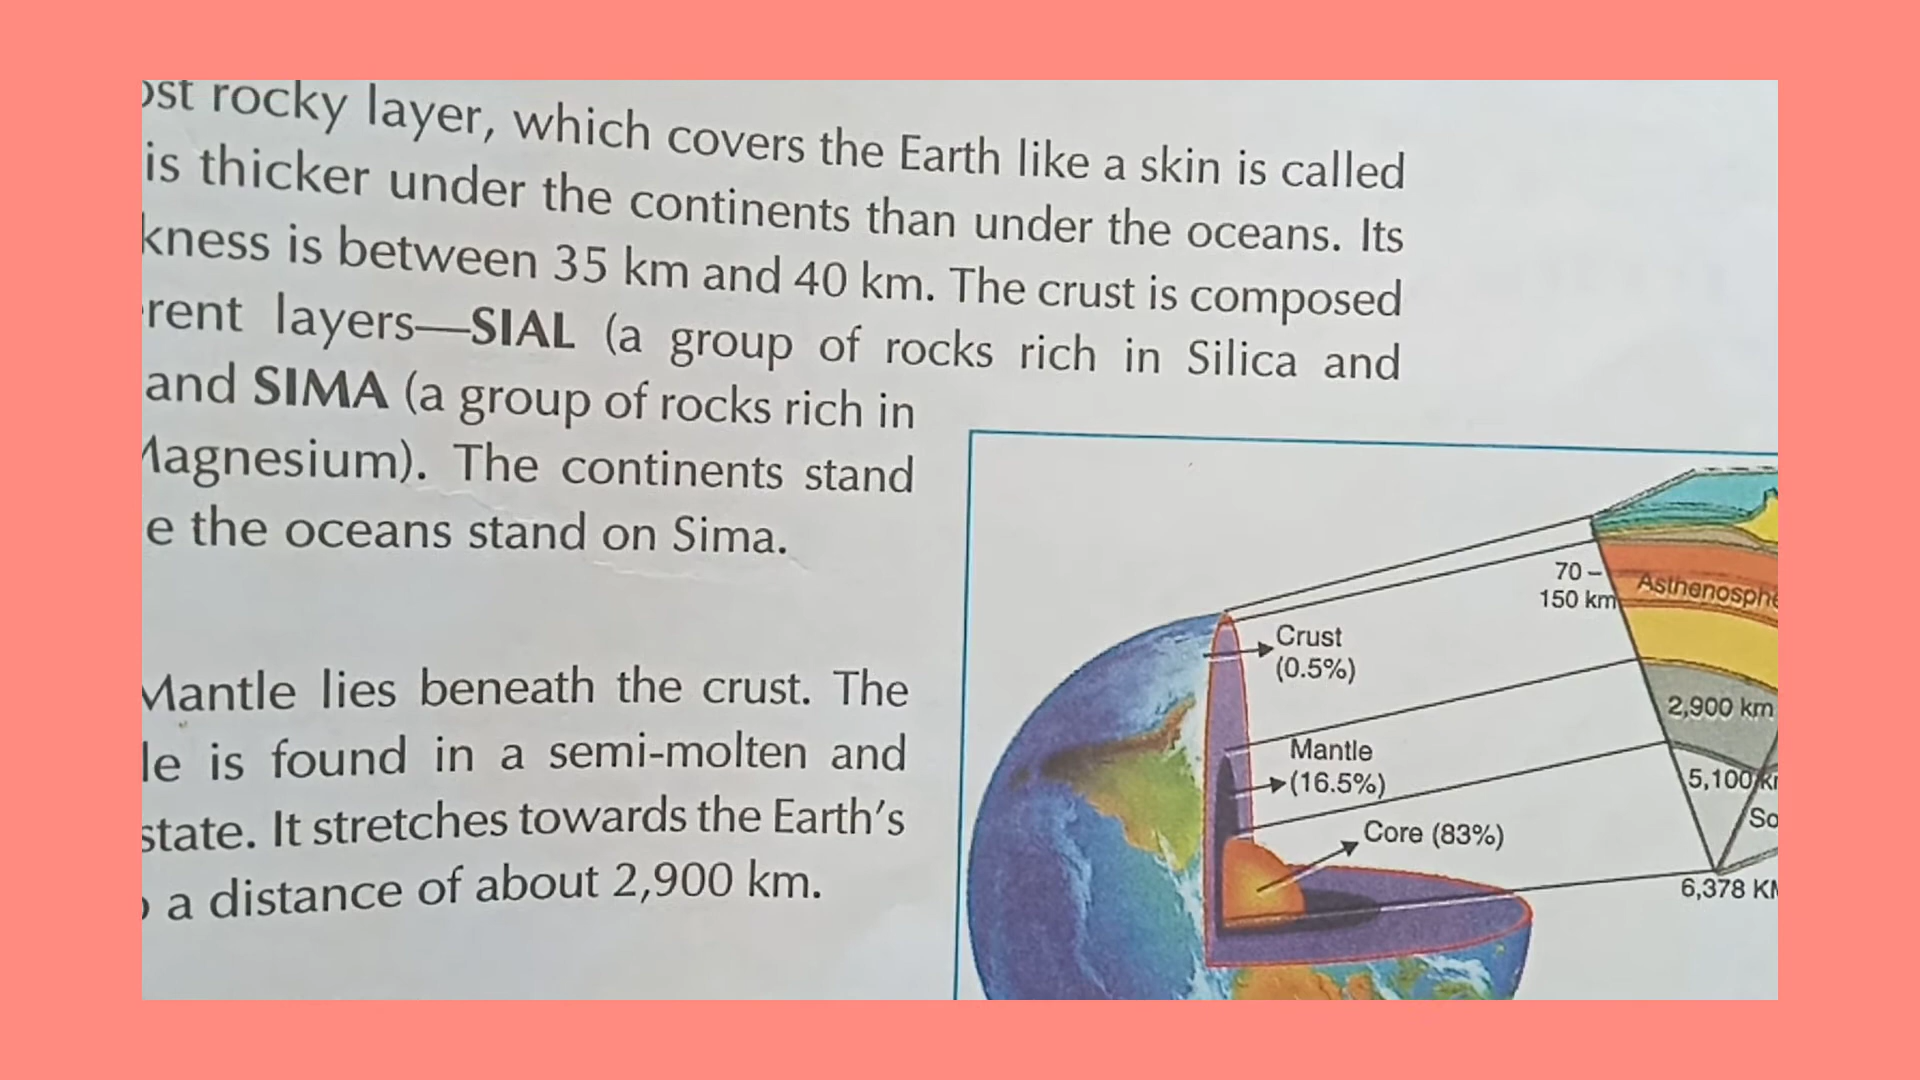 ost rocky layer, which covers the Earth like a skin is called
is thicker under the continents than under the oceans. Its
kness is between 35 km and 40 km. The crust is composed
rent layers—SIAL (a group of rocks rich in Silica and
and SIMA (a group of rocks rich in
Magnesium). The continents stand
e the oceans stand on Sima.
Mantle lies beneath the crust. The
le is found in a semi-molten and
state. It stretches towards the Earth's
a distance of about 2,900 km.
70 –
150 km
Asthenosphe
Crust
(0.5%)
2,900 km
Mantle
(16.5%)
5,100 k
So
Core (83%)
6,378 KM